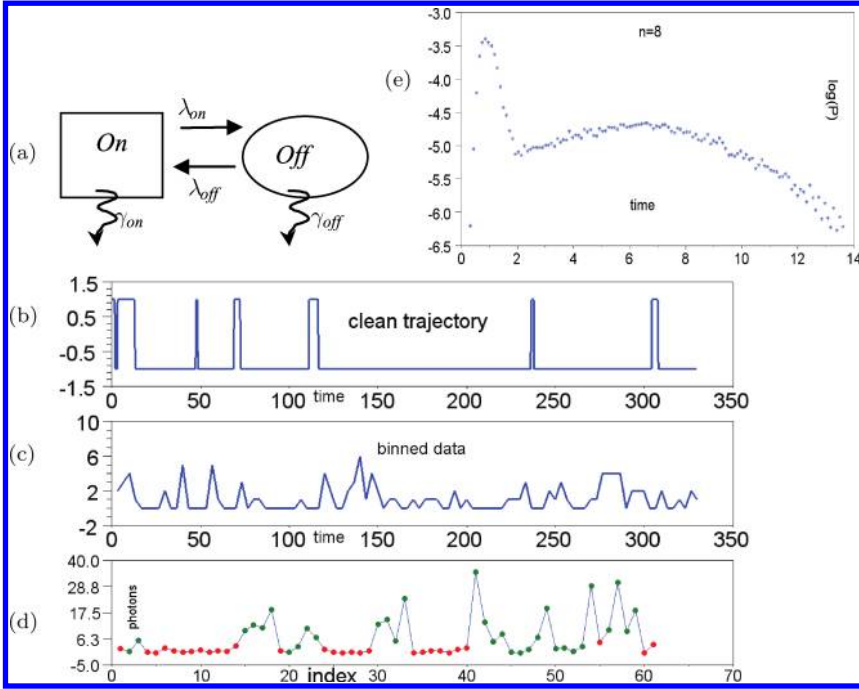 (a)
On
λon
λoff
Off
γon
γoff
(e)
-3.0
-3.5
-4.0
-4.5
-5.0
-5.5
-6.0
-6.5
n=8
log(P)
time
0 2 4 6 8 10 12 14
(b)
1.5
0.5
-0.5
-1.5
clean trajectory
0 50 100 150 200 250 300 350
time
(c)
10
6
2
-2
binned data
0 50 100 150 200 250 300 350
time
(d)
40.0
28.8
17.5
6.3
-5.0
photons
0 10 20 30 40 50 60 70
index